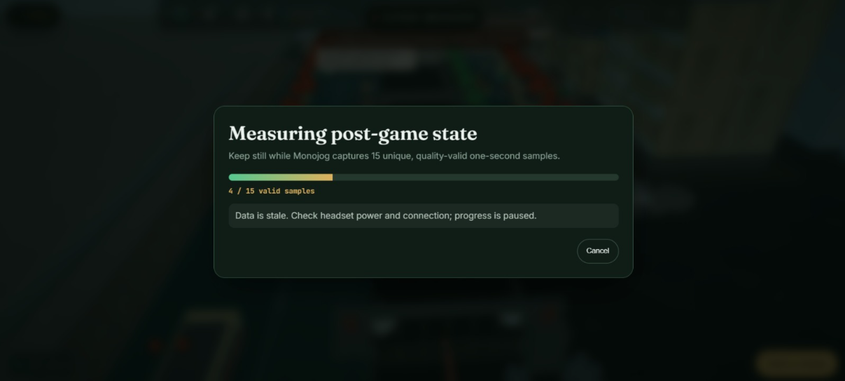 Measuring post-game state
Keep still while Monojog captures 15 unique, quality-valid one-second samples.
4 / 15 valid samples
Data is stale. Check headset power and connection; progress is paused.
Cancel